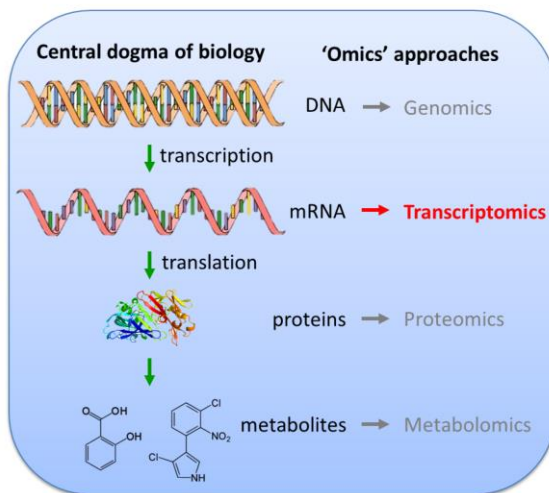 Central dogma of biology
‘Omics’ approaches
DNA
Genomics
transcription
mRNA
Transcriptomics
translation
proteins
Proteomics
metabolites
Metabolomics
O
OH
OH
Cl
NO2
Cl
NH